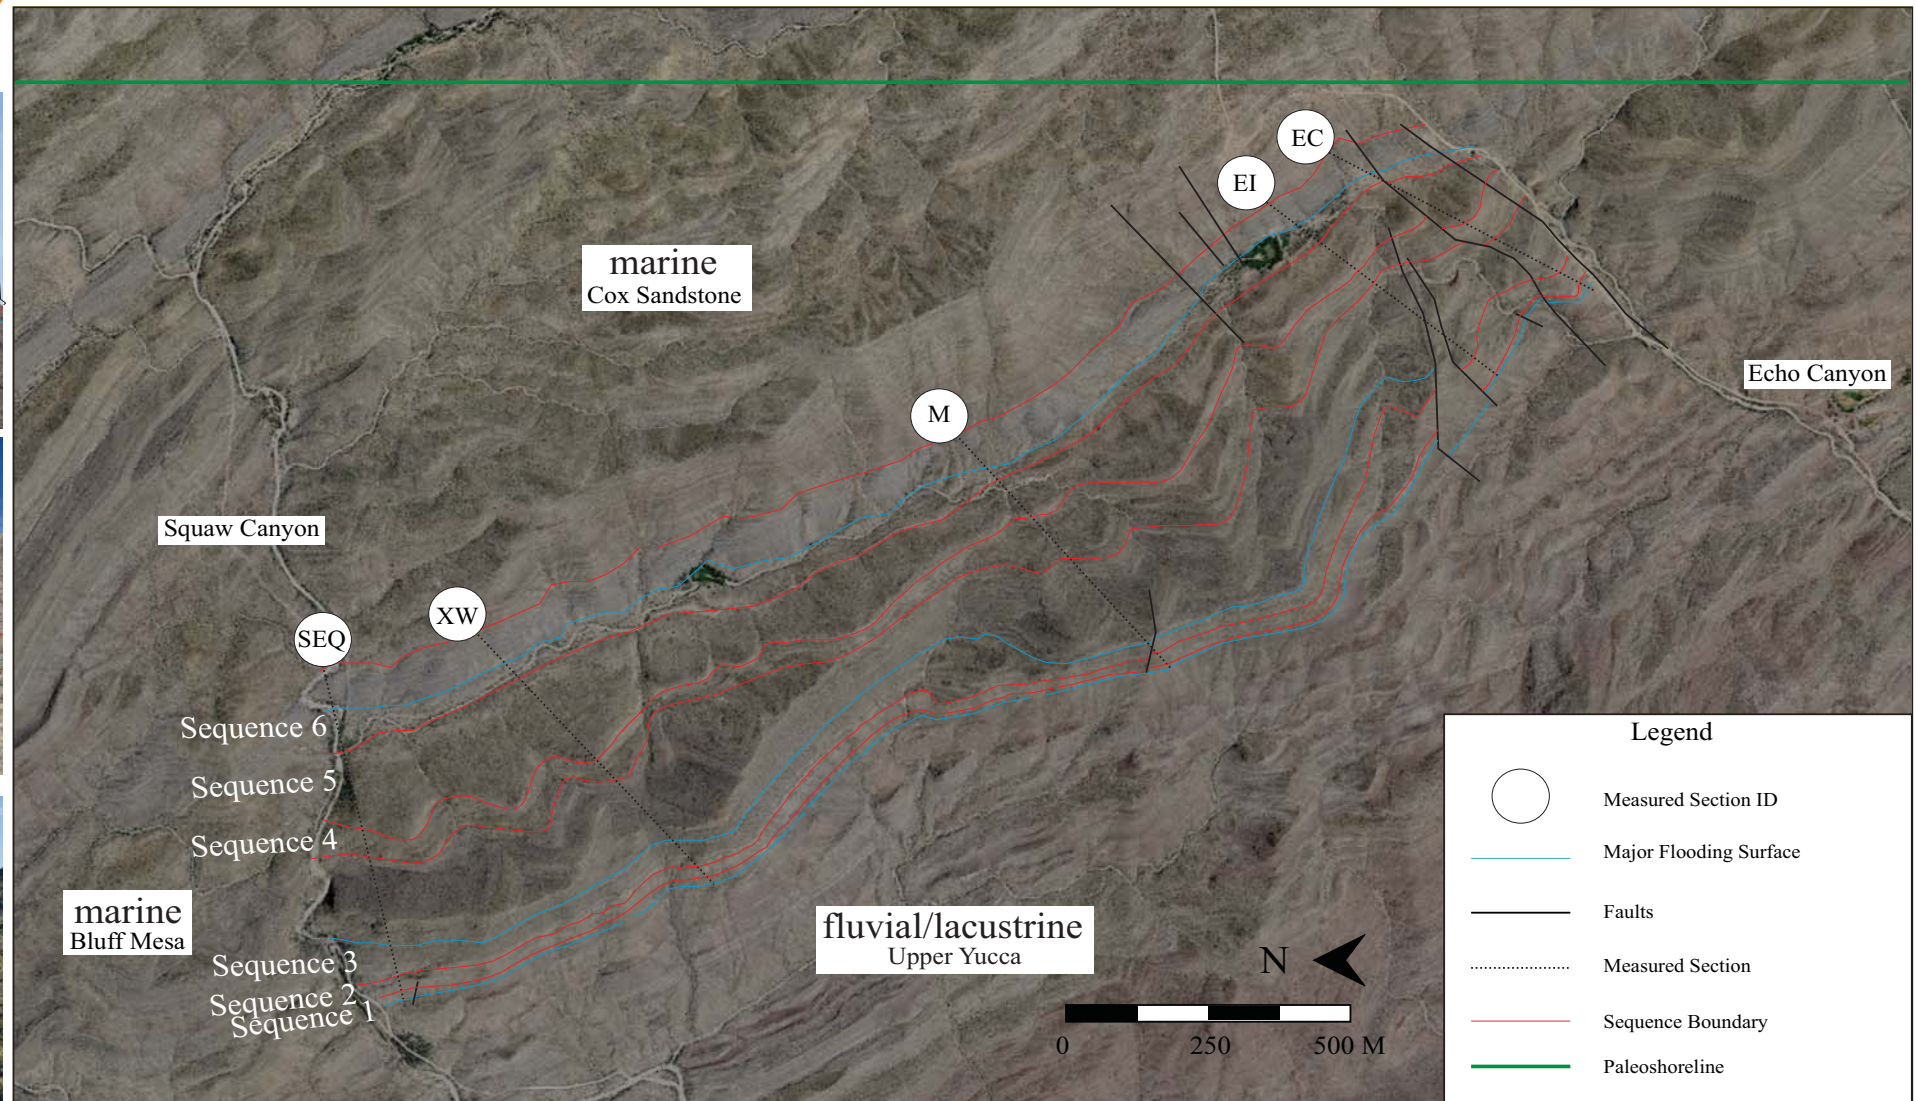 EC
EI
marine
Cox Sandstone
Echo Canyon
M
Squaw Canyon
XW
SEQ
Sequence 6
Sequence 5
Sequence 4
marine
Bluff Mesa
Sequence 3
Sequence 2
Sequence 1
fluvial/lacustrine
Upper Yucca
N
0 250 500 M
Legend
Measured Section ID
Major Flooding Surface
Faults
Measured Section
Sequence Boundary
Paleoshoreline